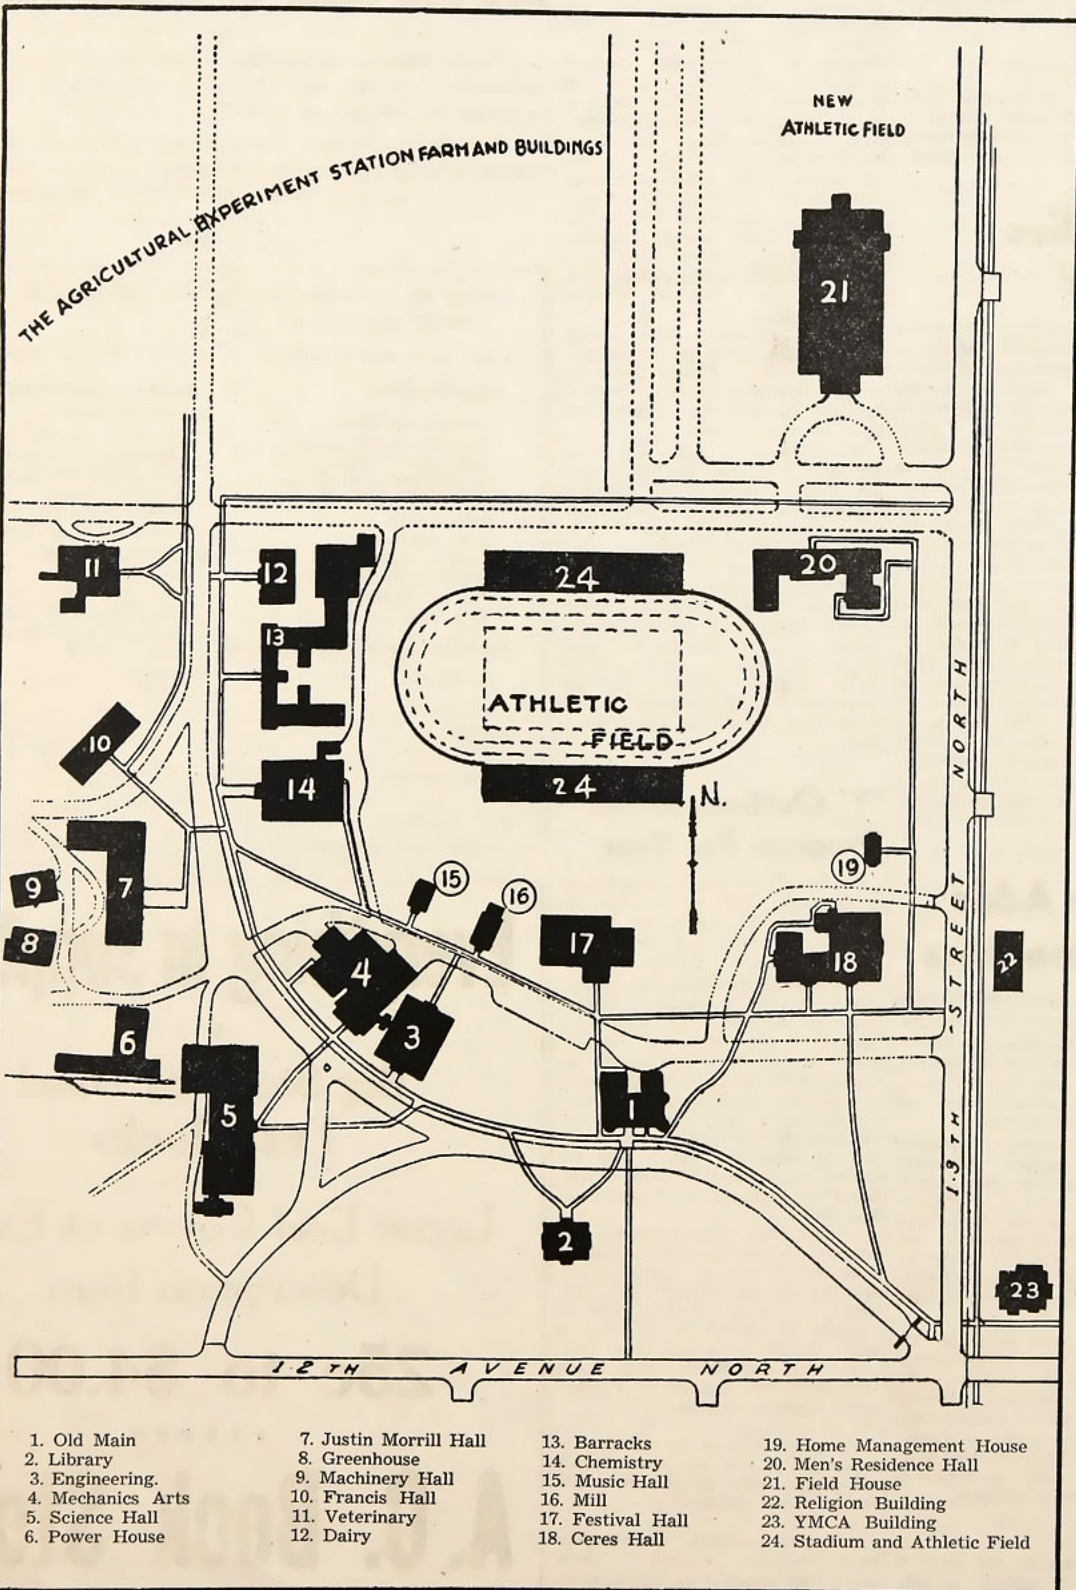 NEW
ATHLETIC FIELD
THE AGRICULTURAL EXPERIMENT STATION FARM AND BUILDINGS
21
11
12
24
20
13
ATHLETIC
FIELD
10
14
24
N.
NORTH
15
16
19
9
7
8
4
17
18
22
STREET
6
3
5
1
13TH
2
23
12TH AVENUE NORTH
1. Old Main
2. Library
3. Engineering.
4. Mechanics Arts
5. Science Hall
6. Power House
7. Justin Morrill Hall
8. Greenhouse
9. Machinery Hall
10. Francis Hall
11. Veterinary
12. Dairy
13. Barracks
14. Chemistry
15. Music Hall
16. Mill
17. Festival Hall
18. Ceres Hall
19. Home Management House
20. Men's Residence Hall
21. Field House
22. Religion Building
23. YMCA Building
24. Stadium and Athletic Field